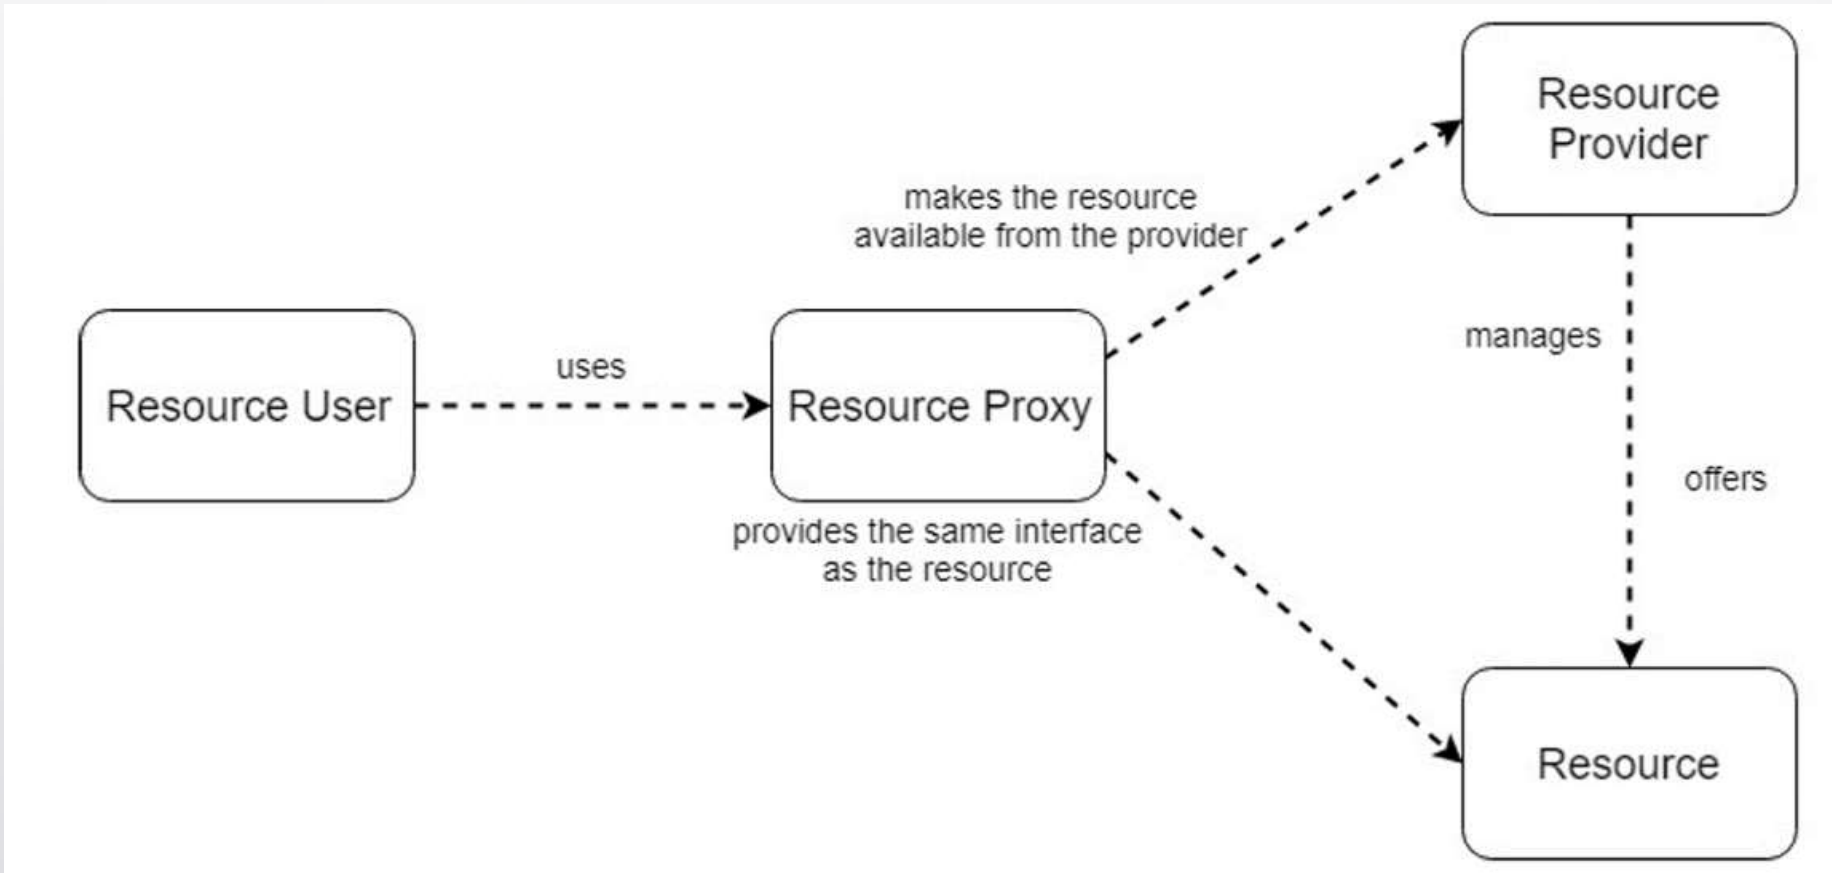 Resource
Provider
makes the resource
available from the provider
manages
uses
Resource User
Resource Proxy
offers
provides the same interface
as the resource
Resource